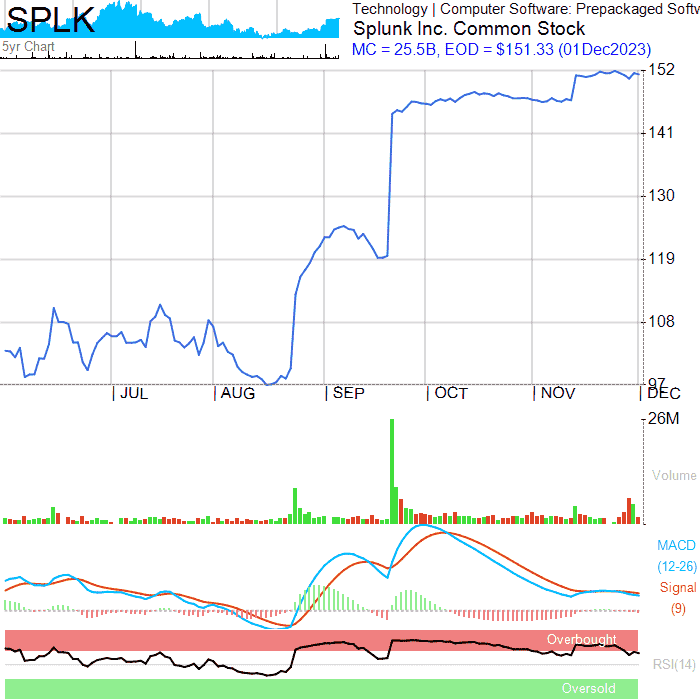 SPLK
5yr Chart
Technology | Computer Software: Prepackaged Softw
Splunk Inc. Common Stock
MC = 25.5B, EOD = $151.33 (01Dec2023)
152
141
130
119
108
97
JUL AUG SEP OCT NOV DEC
26M
Volume
MACD
(12-26)
Signal
(9)
Overbought
RSI(14)
Oversold